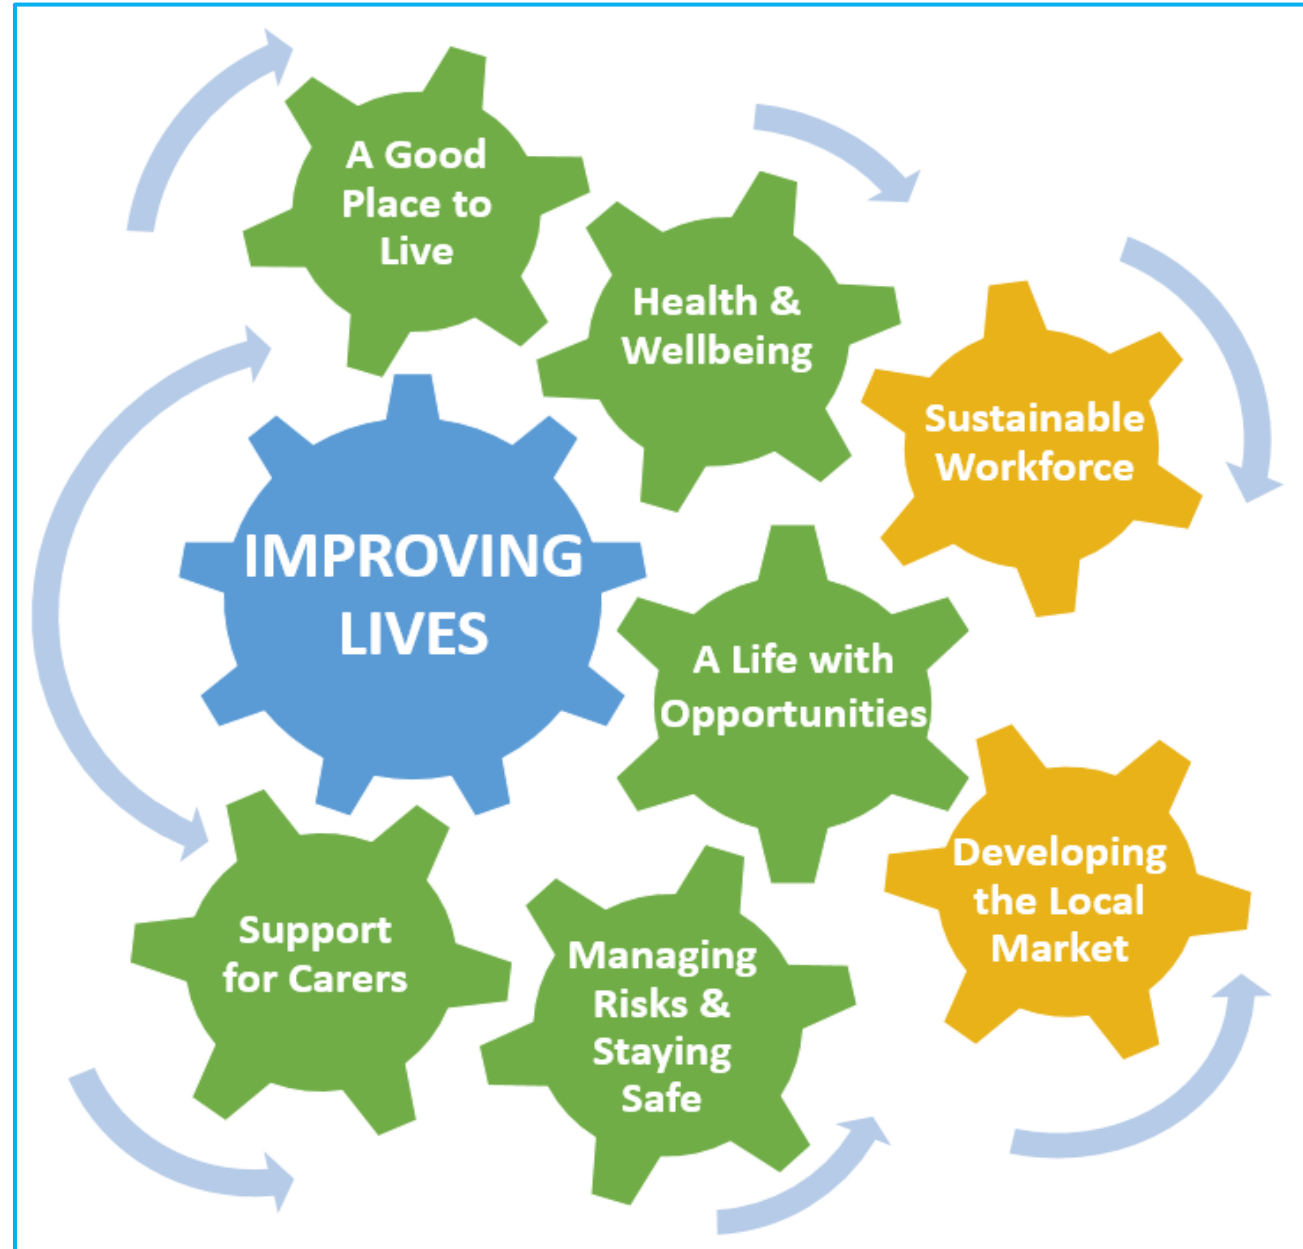 A Good
Place to
Live
Health &
Wellbeing
Sustainable
Workforce
IMPROVING
LIVES
A Life with
Opportunities
Developing
the Local
Market
Support
for Carers
Managing
Risks &
Staying
Safe